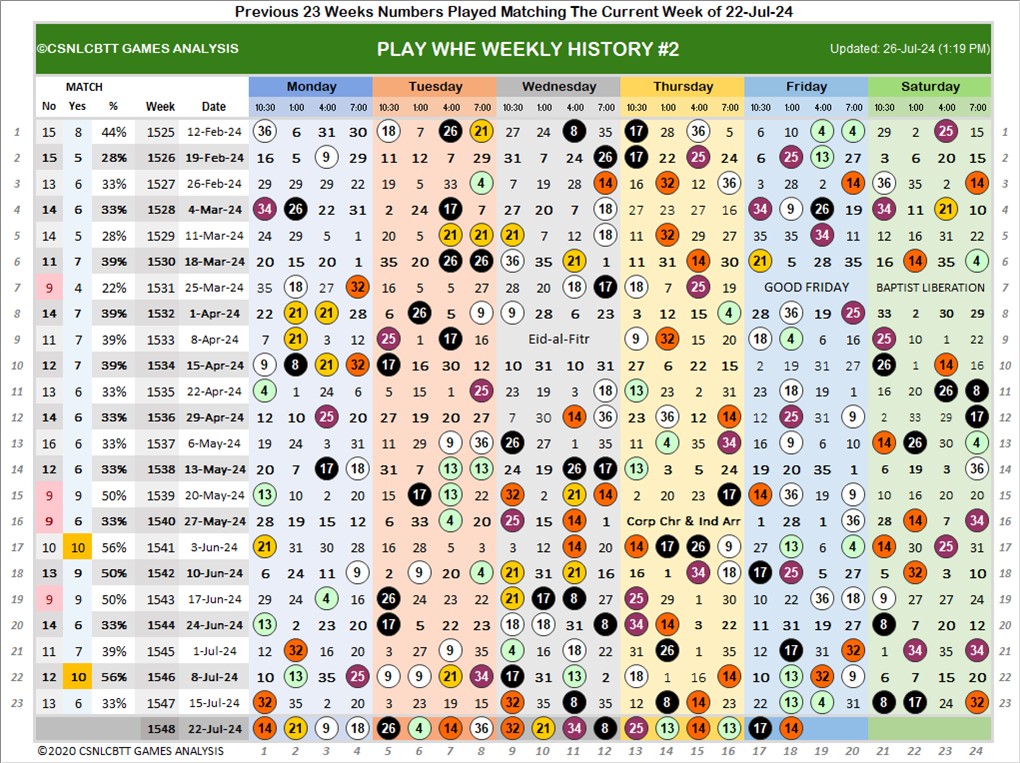 Previous 23 Weeks Numbers Played Matching The Current Week of 22-Jul-24
©CSNLCBTT GAMES ANALYSIS PLAY WHE WEEKLY HISTORY #2 Updated: 26-Jul-24 (1:19 PM)
MATCH Monday Tuesday Wednesday Thursday Friday Saturday
No Yes % Week Date 10:30 1:00 4:00 7:00 10:30 1:00 4:00 7:00 10:30 1:00 4:00 7:00 10:30 1:00 4:00 7:00 10:30 1:00 4:00 7:00 10:30 1:00 4:00 7:00
1 15 8 44% 1525 12-Feb-24 36 6 31 30 18 7 26 21 27 24 8 35 17 28 36 5 6 10 4 4 29 2 25 15 1
2 15 5 28% 1526 19-Feb-24 16 5 9 29 11 12 7 29 31 7 24 26 17 22 25 24 6 25 13 27 3 6 20 15 2
3 13 6 33% 1527 26-Feb-24 29 29 29 22 19 5 33 4 7 19 28 14 16 32 12 36 3 28 2 14 36 35 2 14 3
4 14 6 33% 1528 4-Mar-24 34 26 22 31 2 24 17 7 27 20 7 18 27 23 27 16 34 9 26 19 34 11 21 10 4
5 14 5 28% 1529 11-Mar-24 24 29 5 1 20 5 21 21 21 7 12 18 11 32 27 29 35 35 34 11 12 16 31 22 5
6 11 7 39% 1530 18-Mar-24 20 15 20 1 35 20 26 26 36 35 21 1 11 31 14 30 21 5 28 35 16 14 35 4 6
7 9 4 22% 1531 25-Mar-24 35 18 27 32 16 5 5 27 28 20 18 17 18 7 25 19 GOOD FRIDAY BAPTIST LIBERATION 7
8 14 7 39% 1532 1-Apr-24 22 21 21 28 6 26 5 9 9 28 6 23 3 12 15 4 28 36 19 25 33 2 30 29 8
9 11 7 39% 1533 8-Apr-24 7 21 3 12 25 1 17 16 Eid-al-Fitr 9 32 15 20 18 4 6 16 25 10 1 22 9
10 12 7 39% 1534 15-Apr-24 9 8 21 32 17 16 30 12 10 31 10 31 27 6 22 15 2 19 31 27 26 1 14 16 10
11 13 6 33% 1535 22-Apr-24 4 1 24 6 5 15 1 25 23 19 3 18 13 23 2 31 23 18 19 1 16 20 26 8 11
12 14 6 33% 1536 29-Apr-24 12 10 25 20 27 19 20 27 7 30 14 36 23 36 12 14 12 25 31 9 2 33 29 17 12
13 16 6 33% 1537 6-May-24 19 24 3 31 11 29 9 36 26 27 1 35 11 4 35 34 16 9 6 10 14 26 30 4 13
14 12 6 33% 1538 13-May-24 20 7 17 18 31 7 13 13 24 19 26 17 13 3 5 24 19 20 35 1 6 19 3 36 14
15 9 9 50% 1539 20-May-24 13 10 2 20 15 17 13 22 32 2 21 14 2 20 23 17 14 36 19 9 10 16 20 20 15
16 9 6 33% 1540 27-May-24 28 19 15 12 6 33 4 20 25 15 14 1 Corp Chr & Ind Arr 1 28 1 36 28 14 7 34 16
17 10 10 56% 1541 3-Jun-24 21 31 30 28 16 28 5 3 3 12 14 20 14 17 26 9 27 13 6 4 14 30 25 31 17
18 13 9 50% 1542 10-Jun-24 6 24 11 9 2 9 20 4 21 31 21 16 16 1 34 18 17 25 5 27 5 32 3 10 18
19 9 9 50% 1543 17-Jun-24 29 24 4 16 26 24 23 22 21 17 8 27 25 29 1 30 10 22 36 18 9 27 27 24 19
20 14 6 33% 1544 24-Jun-24 13 2 23 20 17 5 22 23 18 18 31 8 34 14 3 22 11 31 19 27 8 7 20 12 20
21 11 7 39% 1545 1-Jul-24 12 32 16 20 3 27 9 35 4 16 18 22 31 26 1 35 12 17 31 32 1 34 35 34 21
22 12 10 56% 1546 8-Jul-24 10 13 35 25 9 9 21 34 17 31 13 2 18 1 16 14 10 13 32 9 6 7 15 20 22
23 13 6 33% 1547 15-Jul-24 32 35 2 20 3 23 19 15 32 3 8 35 12 8 14 29 28 13 4 31 8 17 24 32 23
1548 22-Jul-24 14 21 9 18 26 4 14 36 32 21 34 8 25 13 14 13 17 14
©2020 CSNLCBTT GAMES ANALYSIS 1 2 3 4 5 6 7 8 9 10 11 12 13 14 15 16 17 18 19 20 21 22 23 24